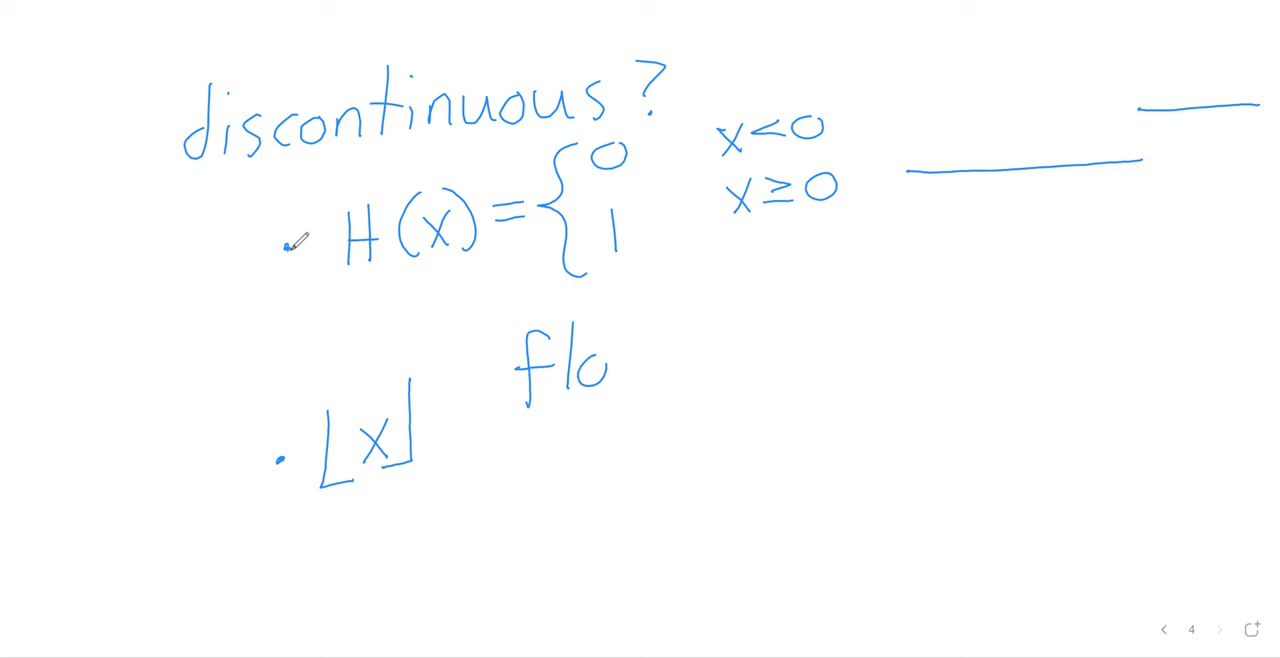 discontinuous?
H(x) = { 0 x < 0
1 x ≥ 0
flo
• ⌊x⌋
4